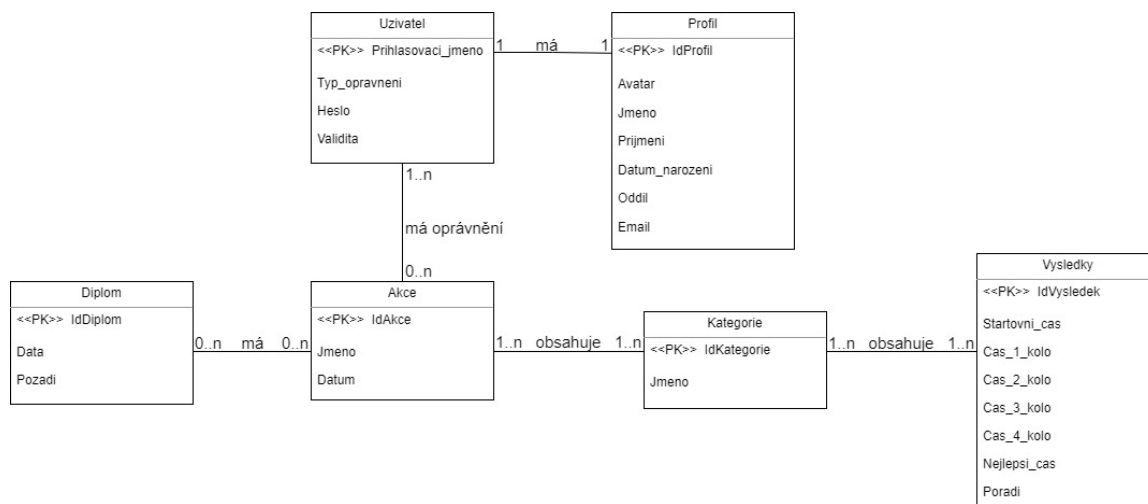 Uzivatel
<<PK>> Prihlasovaci_jmeno
Typ_opravneni
Heslo
Validita
1 má 1
Profil
<<PK>> IdProfil
Avatar
Jmeno
Prijmeni
Datum_narozeni
Oddil
Email
1..n
má oprávnění
0..n
Diplom
<<PK>> IdDiplom
Data
Pozadi
0..n má 0..n
Akce
<<PK>> IdAkce
Jmeno
Datum
1..n obsahuje 1..n
Kategorie
<<PK>> IdKategorie
Jmeno
1..n obsahuje 1..n
Vysledky
<<PK>> IdVysledek
Startovni_cas
Cas_1_kolo
Cas_2_kolo
Cas_3_kolo
Cas_4_kolo
Nejlepsi_cas
Poradi